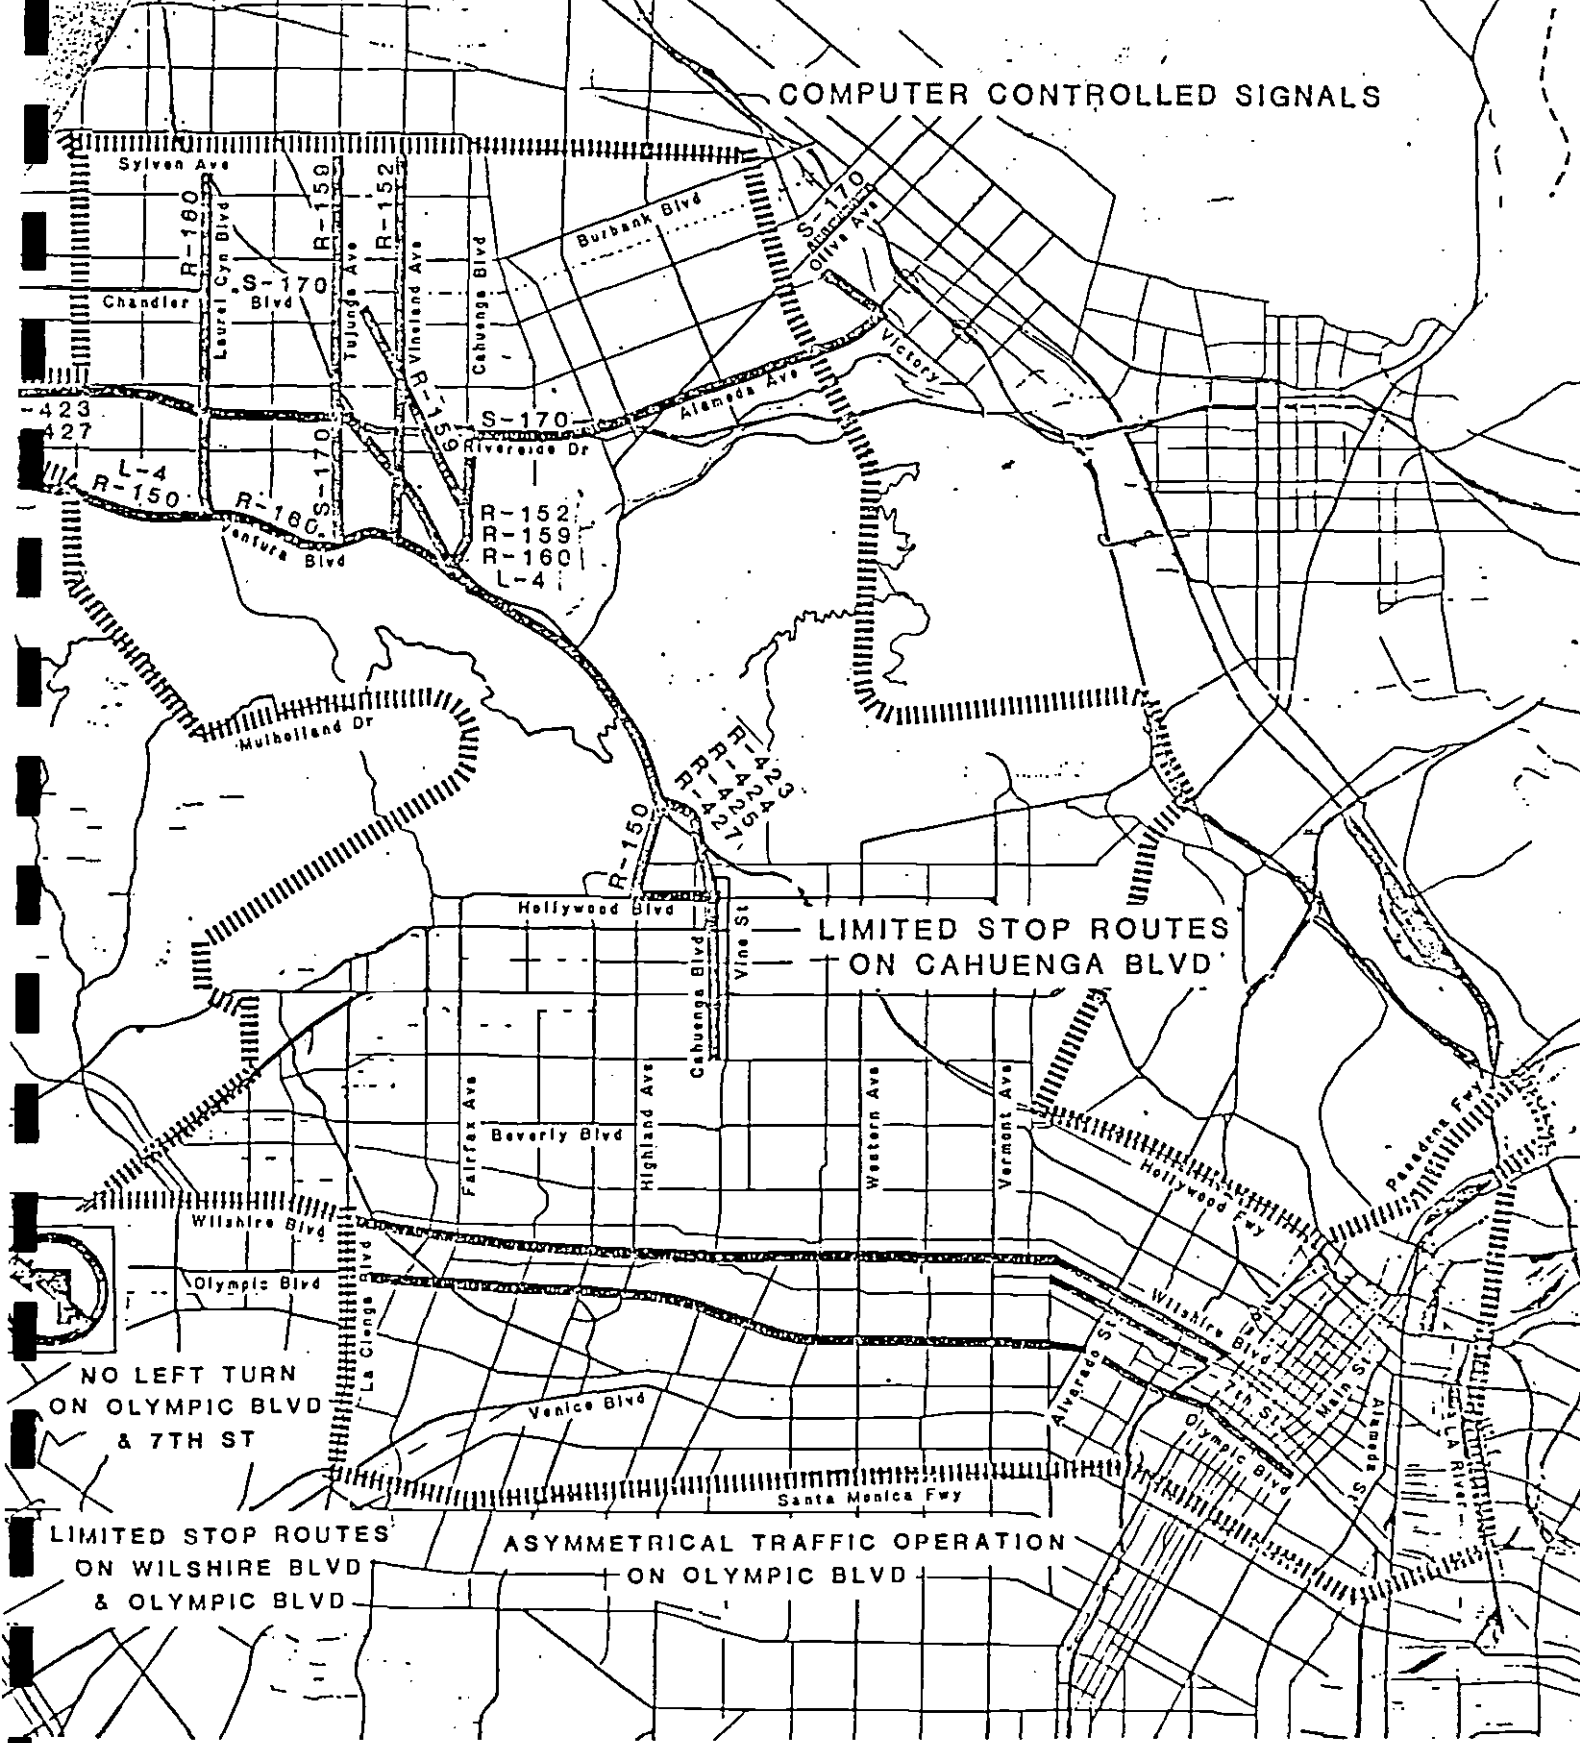 COMPUTER CONTROLLED SIGNALS
Sylven Ave
R-180
Laurel Cyn Blvd
R-159
Tujunga Ave
R-152
Vineland Ave
Cahuenga Blvd
Burbank Blvd
S-170
Olive Ave
Chandler
Blvd
S-170
Victory
Alameda Ave
-423
427
R-159
S-170
Riverside Dr
L-4
R-150
R-160
S-170
Ventura
Blvd
R-152
R-159
R-160
L-4
Mulholland Dr
R-423
R-424
R-425
R-427
R-150
Hollywood Blvd
Cahuenga Blvd
Vine St
LIMITED STOP ROUTES
ON CAHUENGA BLVD
Fairfax Ave
Highland Ave
Western Ave
Vermont Ave
Beverly Blvd
Hollywood Fwy
Pasadena Fwy
Wilshire Blvd
Olympic Blvd
La Cienga Blvd
Wilshire Blvd
Alvarado St
7th St
Main St
Olympic Blvd
Alameda St
LA River
NO LEFT TURN
ON OLYMPIC BLVD
& 7TH ST
Venice Blvd
Santa Monica Fwy
LIMITED STOP ROUTES
ON WILSHIRE BLVD
& OLYMPIC BLVD
ASYMMETRICAL TRAFFIC OPERATION
ON OLYMPIC BLVD